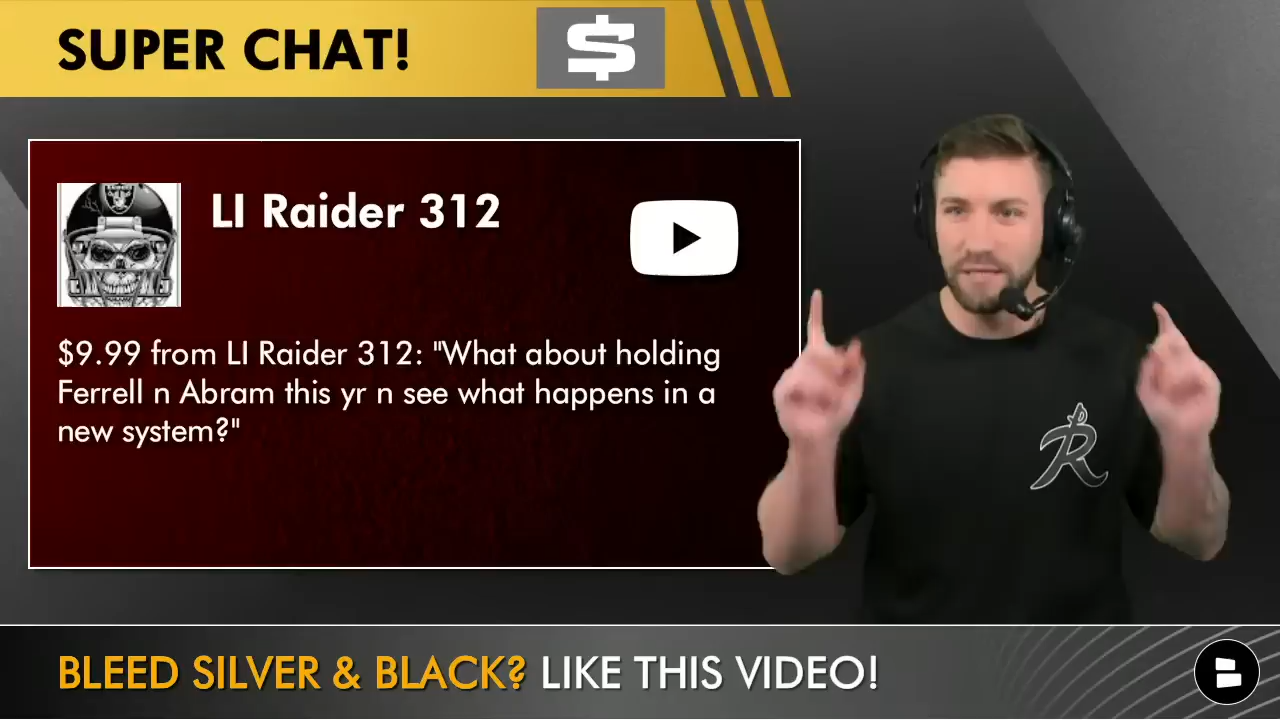 SUPER CHAT!
$
LI Raider 312
$9.99 from LI Raider 312: "What about holding
Ferrell n Abram this yr n see what happens in a
new system?"
R
BLEED SILVER & BLACK? LIKE THIS VIDEO!